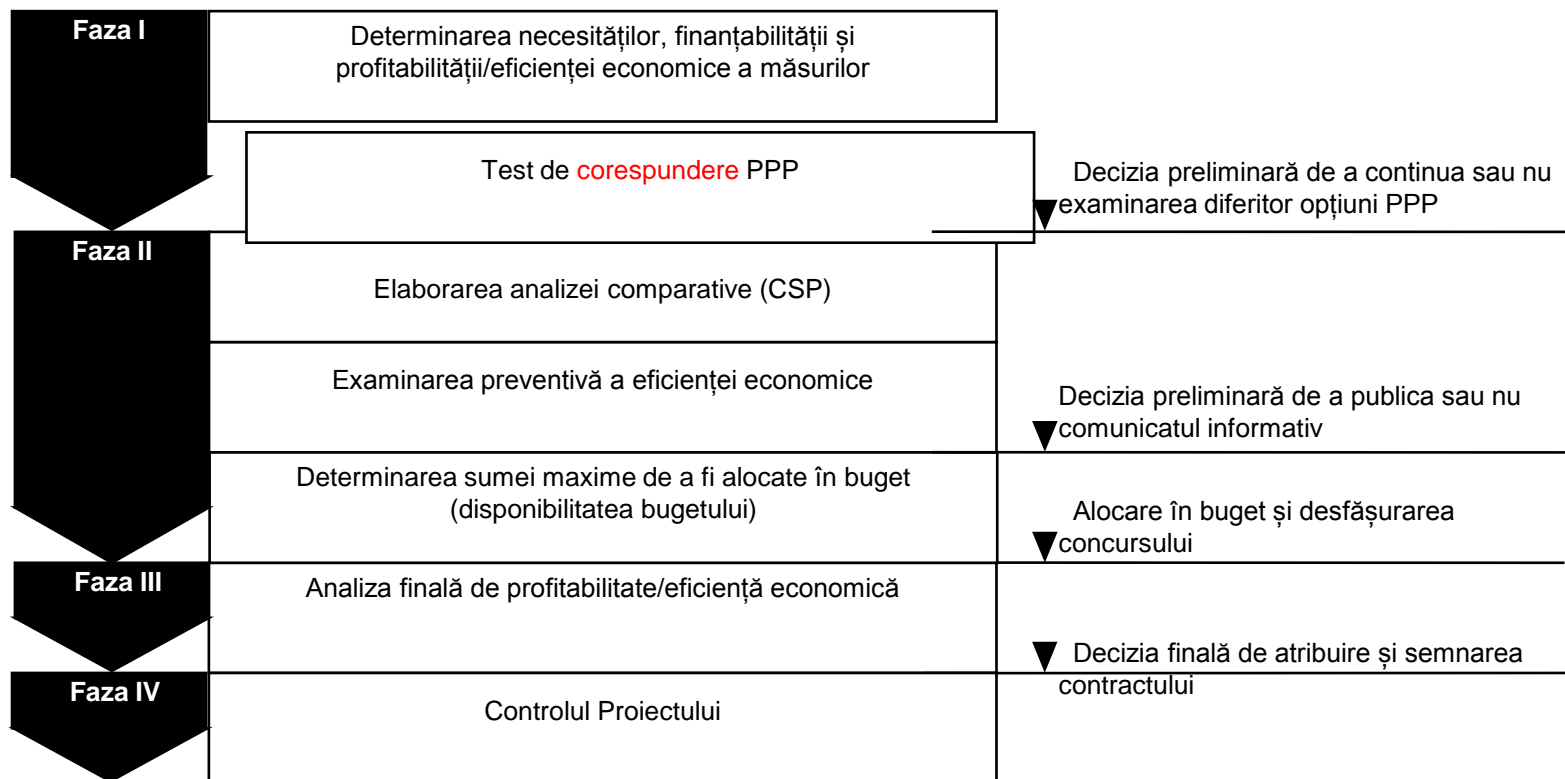 Faza I
Determinarea necesităților, finanțabilității și
profitabilității/eficienței economice a măsurilor
Test de corespundere PPP
Decizia preliminară de a continua sau nu
examinarea diferitor opțiuni PPP
Faza II
Elaborarea analizei comparative (CSP)
Examinarea preventivă a eficienței economice
Decizia preliminară de a publica sau nu
comunicatul informativ
Determinarea sumei maxime de a fi alocate în buget
(disponibilitatea bugetului)
Alocare în buget și desfășurarea
concursului
Faza III
Analiza finală de profitabilitate/eficiență economică
Decizia finală de atribuire și semnarea
contractului
Faza IV
Controlul Proiectului